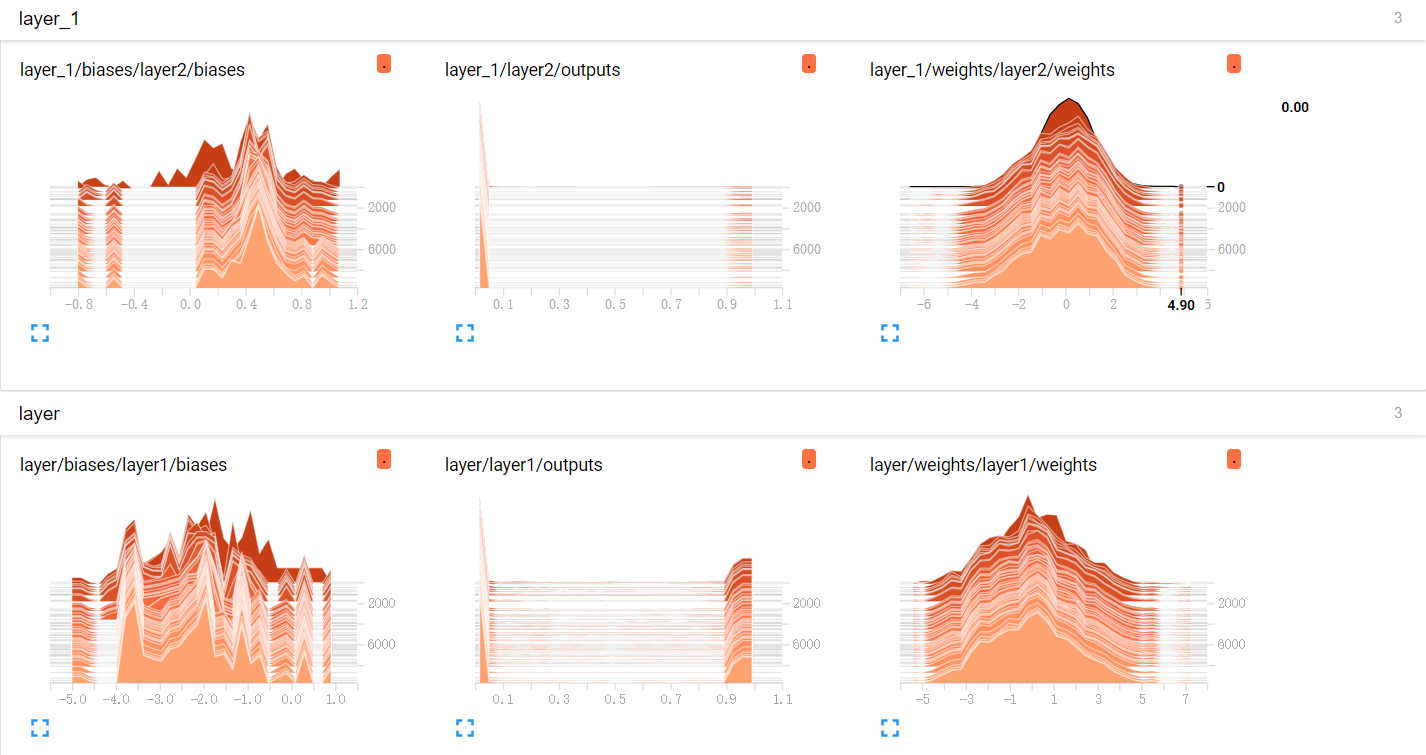 layer_1 3
layer_1/biases/layer2/biases .
layer_1/layer2/outputs .
layer_1/weights/layer2/weights .
0.00
0
2000 2000 2000
6000 6000 6000
-0.8 -0.4 0.0 0.4 0.8 1.2
0.1 0.3 0.5 0.7 0.9 1.1
-6 -4 -2 0 2 4.90 6
layer 3
layer/biases/layer1/biases .
layer/layer1/outputs .
layer/weights/layer1/weights .
2000 2000 2000
6000 6000 6000
-5.0 -4.0 -3.0 -2.0 -1.0 0.0 1.0
0.1 0.3 0.5 0.7 0.9 1.1
-5 -3 -1 1 3 5 7